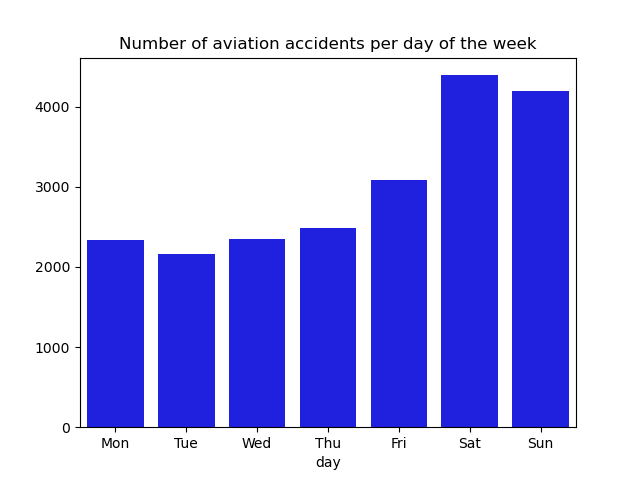 Number of aviation accidents per day of the week
4000
3000
2000
1000
0
Mon Tue Wed Thu Fri Sat Sun
day